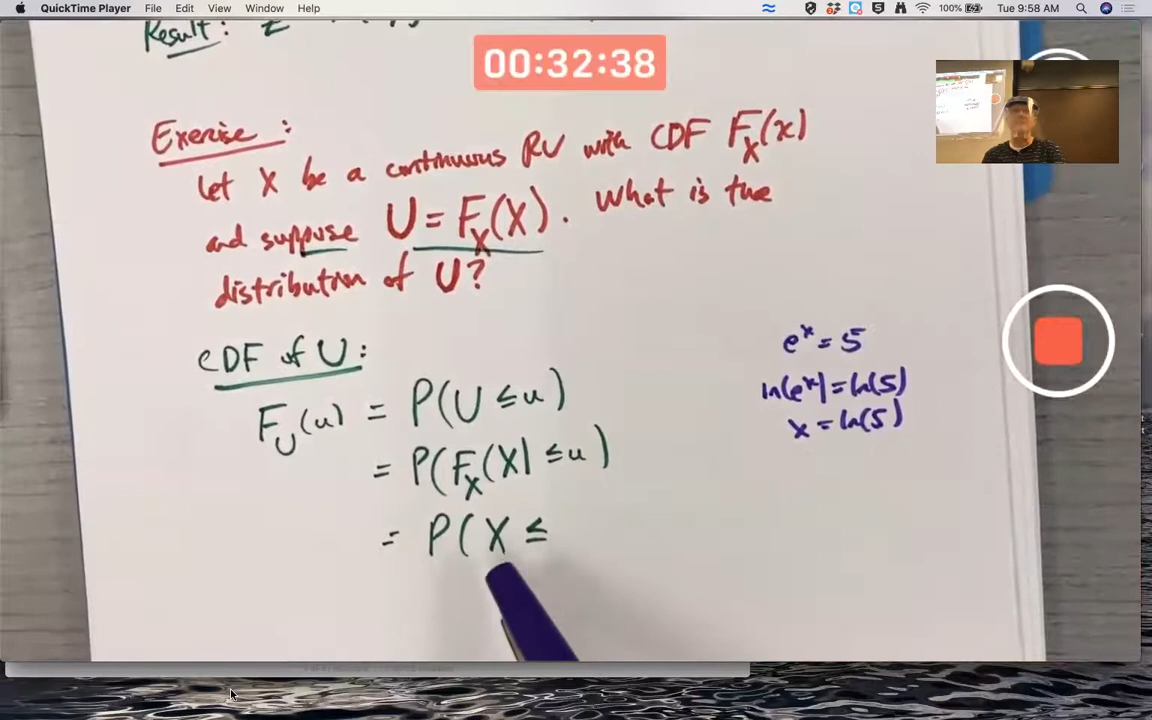 QuickTime Player File Edit View Window Help 100% Tue 9:58 AM
Result:
00:32:38
Exercise:
Let X be a continuous RV with CDF F_X(x)
and suppose U = F_X(X). What is the
distribution of U?
CDF of U:
F_U(u) = P(U ≤ u)
= P(F_X(X) ≤ u)
= P(X ≤
e^x = 5
ln(e^x) = ln(5)
x = ln(5)